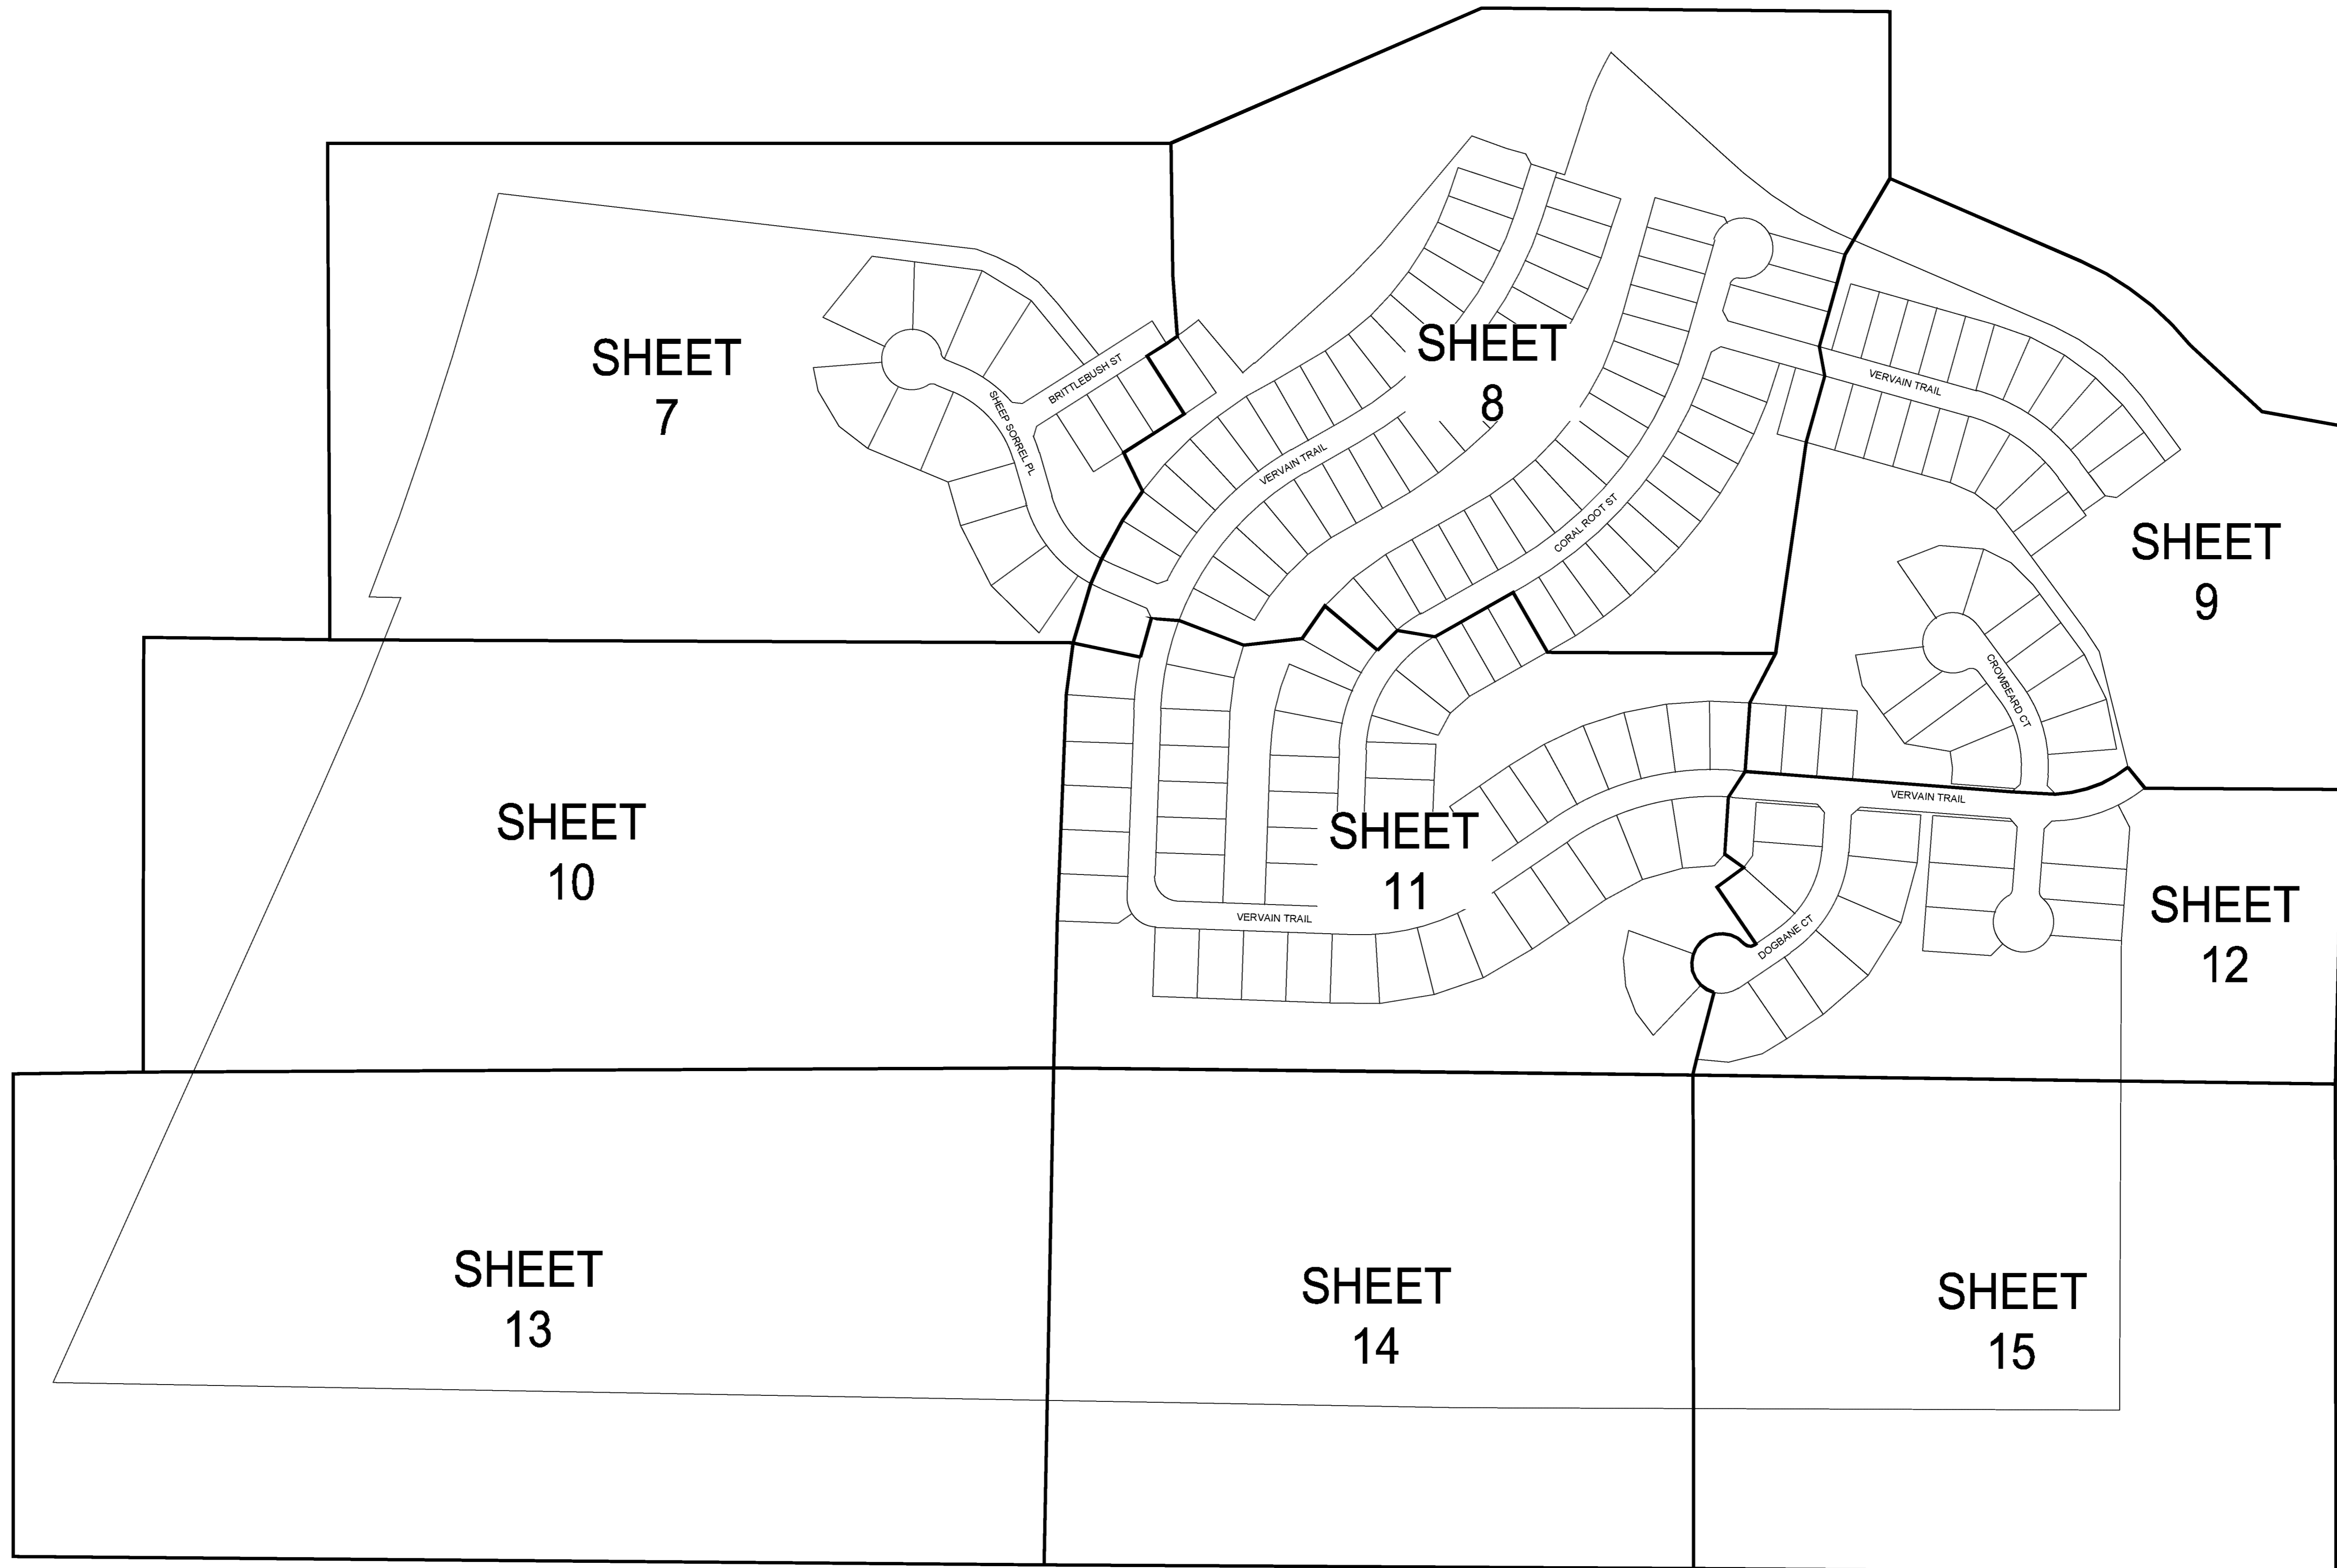 SHEET
7
BRITTLEBUSH ST
SHEEP SORREL PL
SHEET
8
VERVAIN TRAIL
CORAL ROOT ST
VERVAIN TRAIL
SHEET
9
CROWBEARD CT
SHEET
10
SHEET
11
VERVAIN TRAIL
VERVAIN TRAIL
DOGBANE CT
SHEET
12
SHEET
13
SHEET
14
SHEET
15